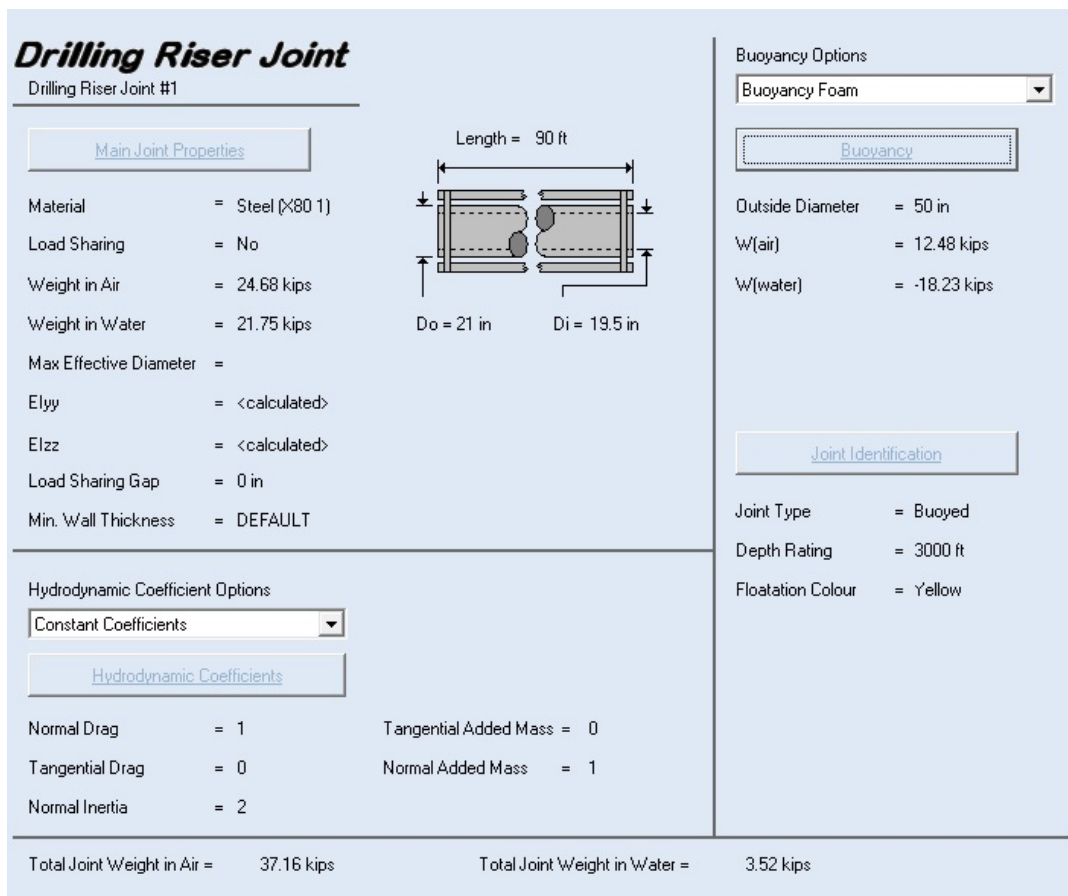 Drilling Riser Joint
Drilling Riser Joint #1
Main Joint Properties
Material = Steel (X80 1)
Load Sharing = No
Weight in Air = 24.68 kips
Weight in Water = 21.75 kips
Max Effective Diameter =
EIyy = <calculated>
EIzz = <calculated>
Load Sharing Gap = 0 in
Min. Wall Thickness = DEFAULT
Length = 90 ft
Do = 21 in Di = 19.5 in
Buoyancy Options
Buoyancy Foam
Buoyancy
Outside Diameter = 50 in
W(air) = 12.48 kips
W(water) = -18.23 kips
Joint Identification
Joint Type = Buoyed
Depth Rating = 3000 ft
Floatation Colour = Yellow
Hydrodynamic Coefficient Options
Constant Coefficients
Hydrodynamic Coefficients
Normal Drag = 1 Tangential Added Mass = 0
Tangential Drag = 0 Normal Added Mass = 1
Normal Inertia = 2
Total Joint Weight in Air = 37.16 kips Total Joint Weight in Water = 3.52 kips